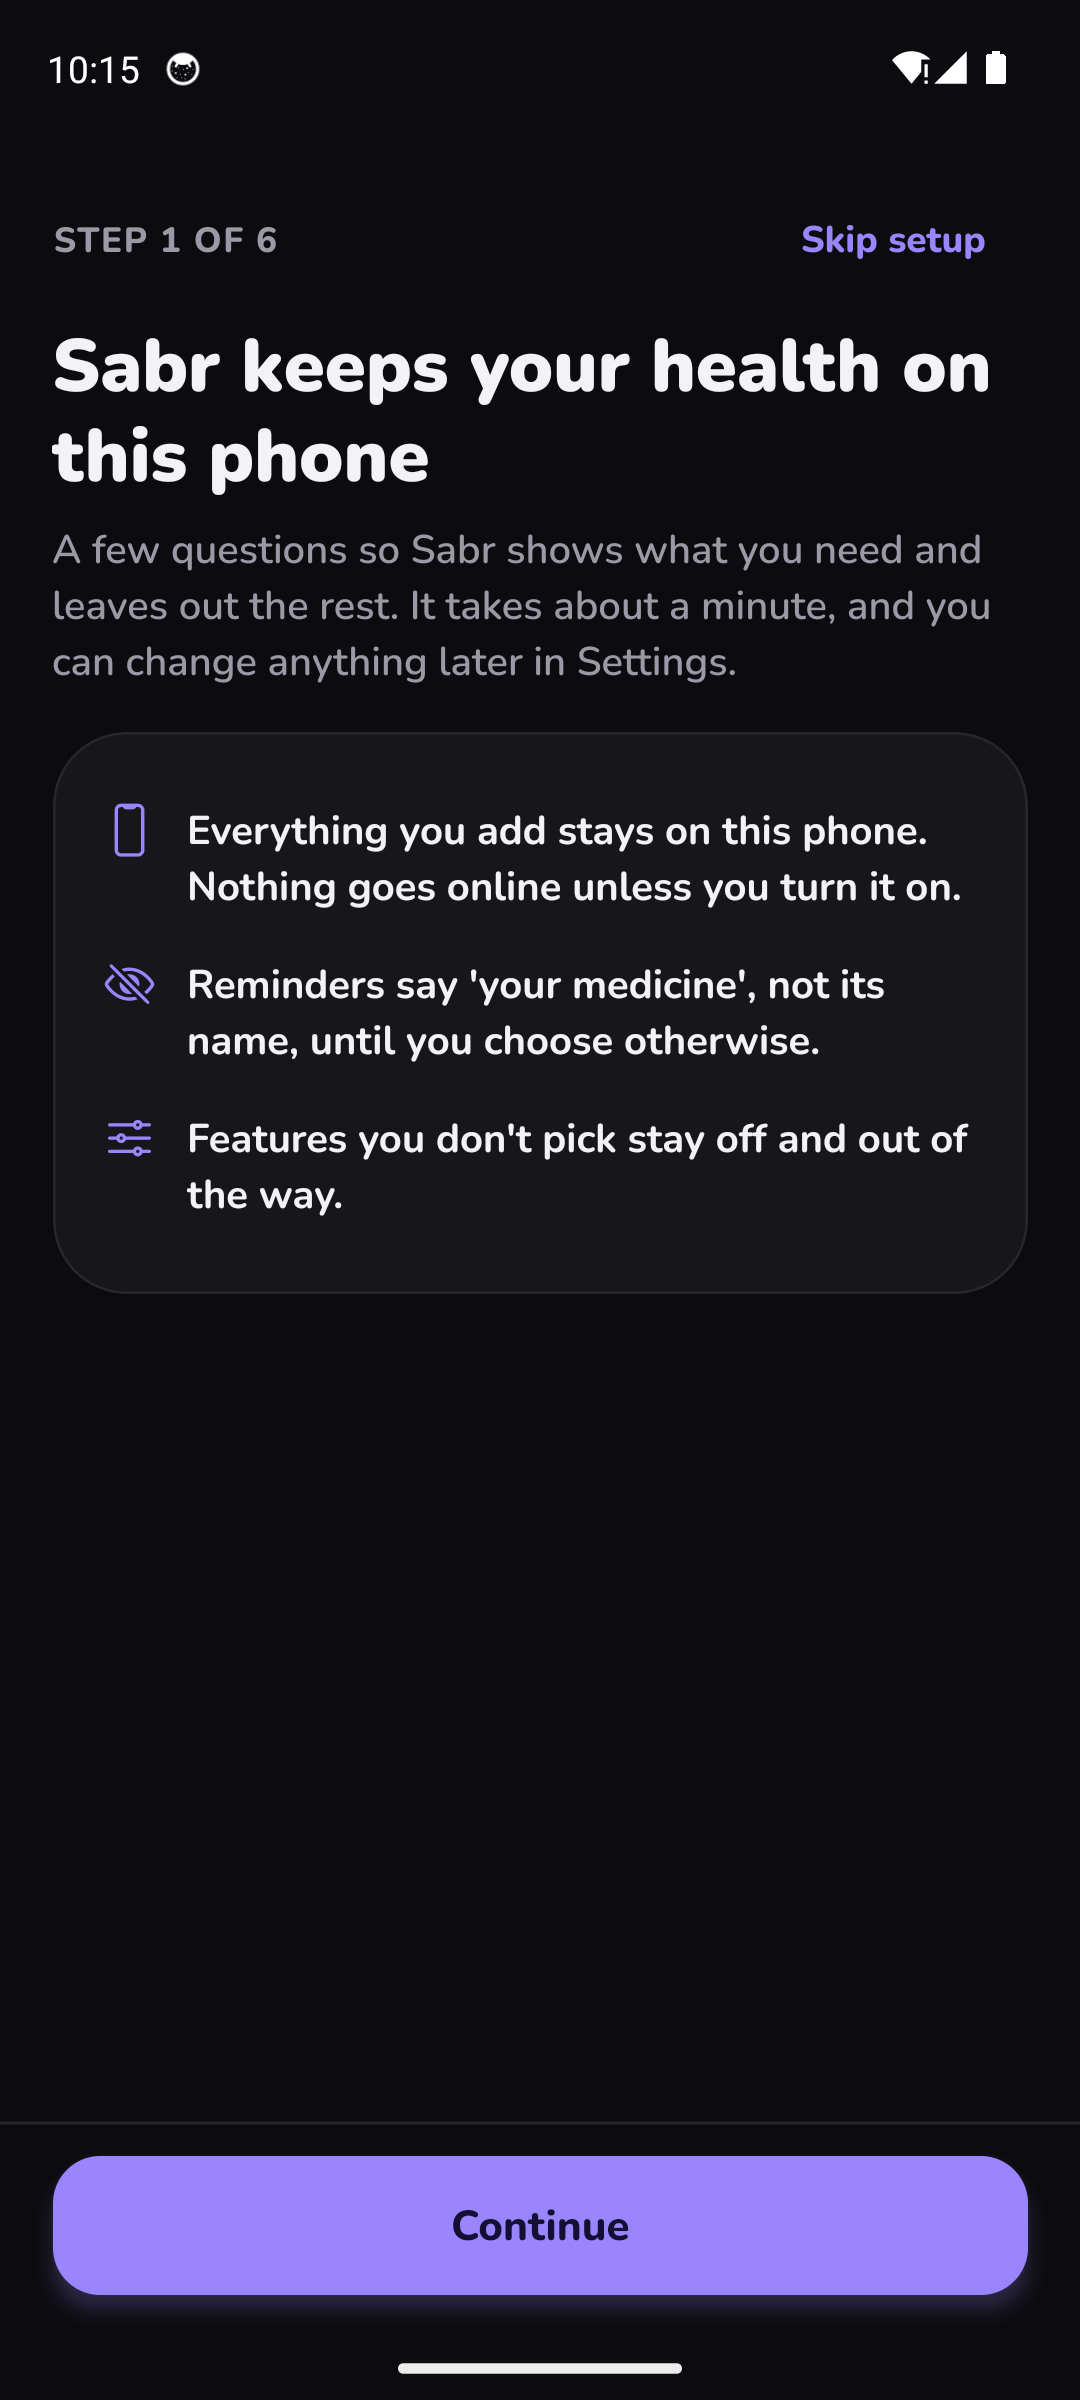 10:15
STEP 1 OF 6
Skip setup
Sabr keeps your health on
this phone
A few questions so Sabr shows what you need and
leaves out the rest. It takes about a minute, and you
can change anything later in Settings.
Everything you add stays on this phone.
Nothing goes online unless you turn it on.
Reminders say 'your medicine', not its
name, until you choose otherwise.
Features you don't pick stay off and out of
the way.
Continue